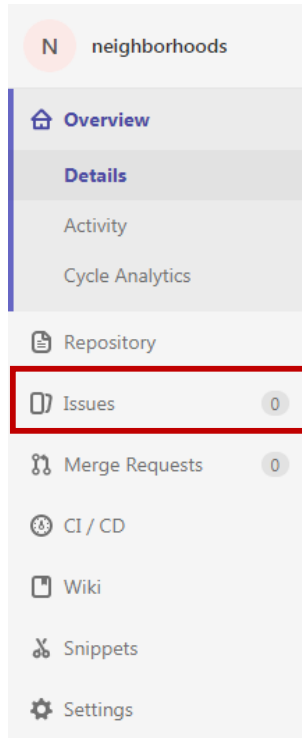 N neighborhoods
Overview
Details
Activity
Cycle Analytics
Repository
Issues 0
Merge Requests 0
CI / CD
Wiki
Snippets
Settings